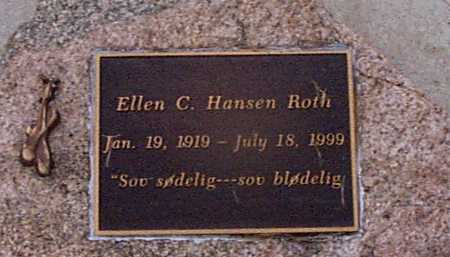 Ellen C. Hansen Roth
Jan. 19, 1919 - July 18, 1999
"Sov sødelig---sov blødelig